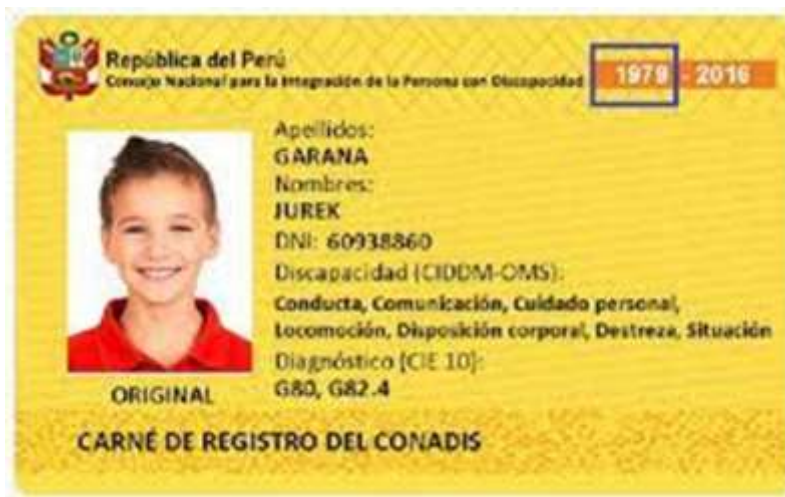 República del Perú
Consejo Nacional para la Integración de la Persona con Discapacidad
1979 - 2016
Apellidos:
GARANA
Nombres:
JUREK
DNI: 60938860
Discapacidad (CIDDM-OMS):
Conducta, Comunicación, Cuidado personal,
Locomoción, Disposición corporal, Destreza, Situación
Diagnóstico (CIE 10):
G80, G82.4
ORIGINAL
CARNÉ DE REGISTRO DEL CONADIS